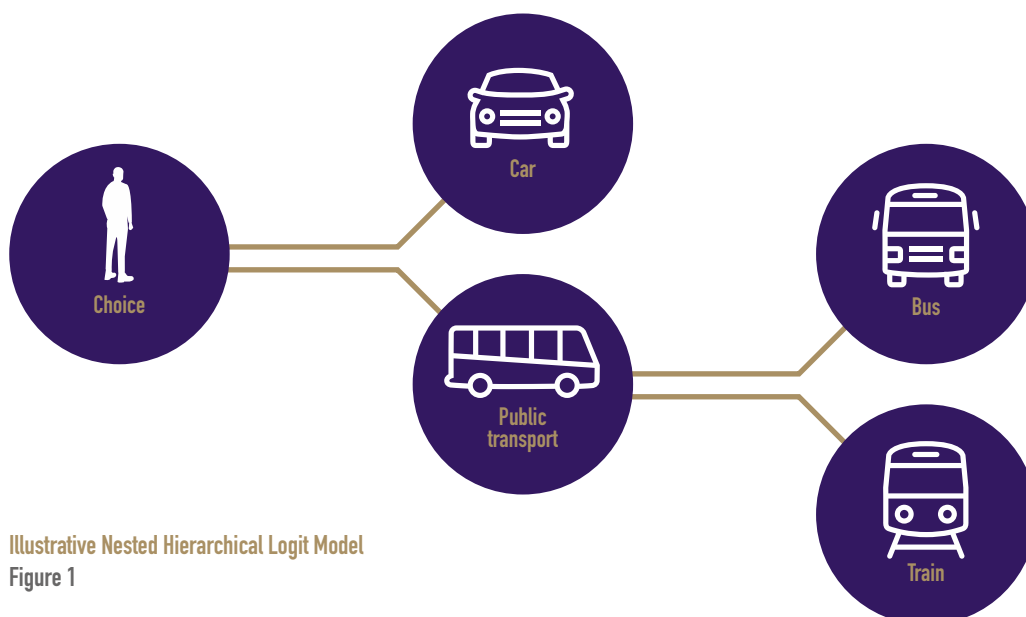 Car
Choice
Bus
Public
transport
Train
Illustrative Nested Hierarchical Logit Model
Figure 1